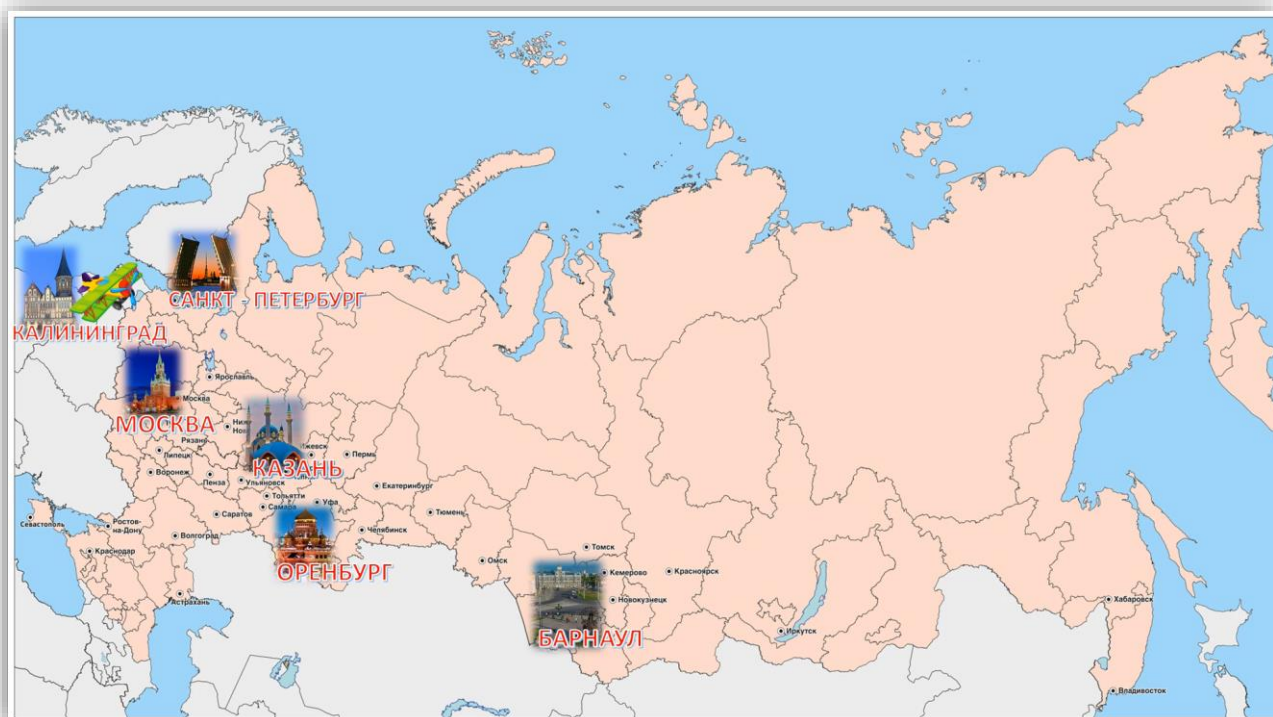 САНКТ - ПЕТЕРБУРГ
КАЛИНИНГРАД
Ярославль
Москва
МОСКВА
Рязань
КАЗАНЬ
Пермь
Липецк
Воронеж
Пенза
Ульяновск
Екатеринбург
Тольятти
Самара
Уфа
Тюмень
Саратов
Севастополь
Ростов-
на-Дону
Челябинск
Волгоград
Краснодар
ОРЕНБУРГ
Томск
Омск
Кемерово
Красноярск
Астрахань
Новокузнецк
Хабаровск
БАРНАУЛ
Иркутск
Владивосток